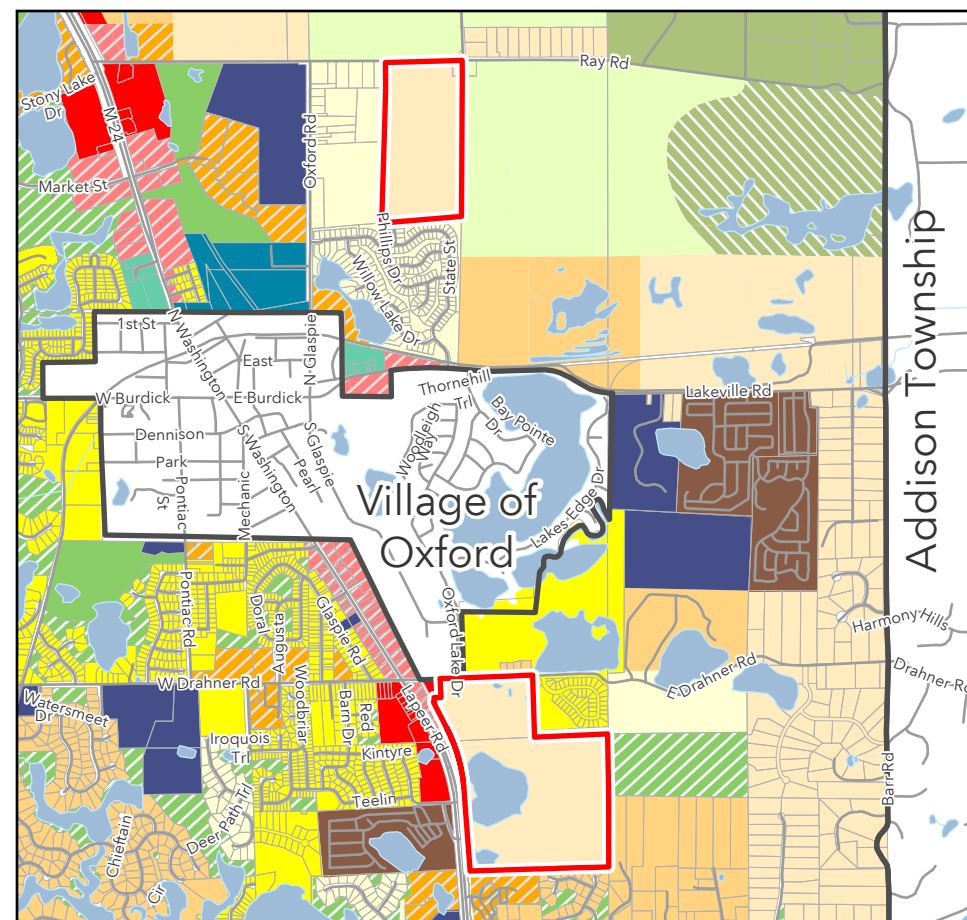 Ray Rd
Stony Lake
Dr
M 24
Oxford Rd
Market St
Phillips Dr
State St
Willow Lake Dr
Addison Township
1st St
N Washington
N Glaspie
East
Thornehill
Trl
Lakeville Rd
W Burdick
E Burdick
Bay Pointe
Dr
Dennison
S Washington
S Glaspie
Woodleigh
Way
Park
Pearl
Pontiac
St
Mechanic
Village of
Oxford
Lakes Edge Dr
Pontiac Rd
Doral
Augusta
Glaspie Rd
Oxford Lake Dr
Harmony Hills
W Drahner Rd
E Drahner Rd
Drahner Rd
Watersmeet
Dr
Woodbriar
Barn Dr
Red
Lapeer Rd
Iroquois
Trl
Kintyre
Barr Rd
Teelin
Deer Path Trl
Chieftain
Cir